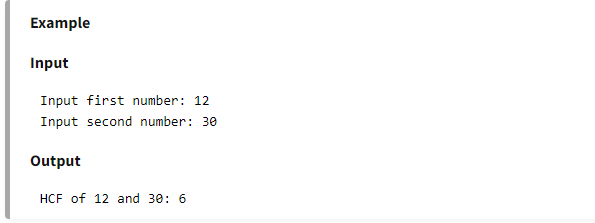 Example
Input
Input first number: 12
Input second number: 30
Output
HCF of 12 and 30: 6